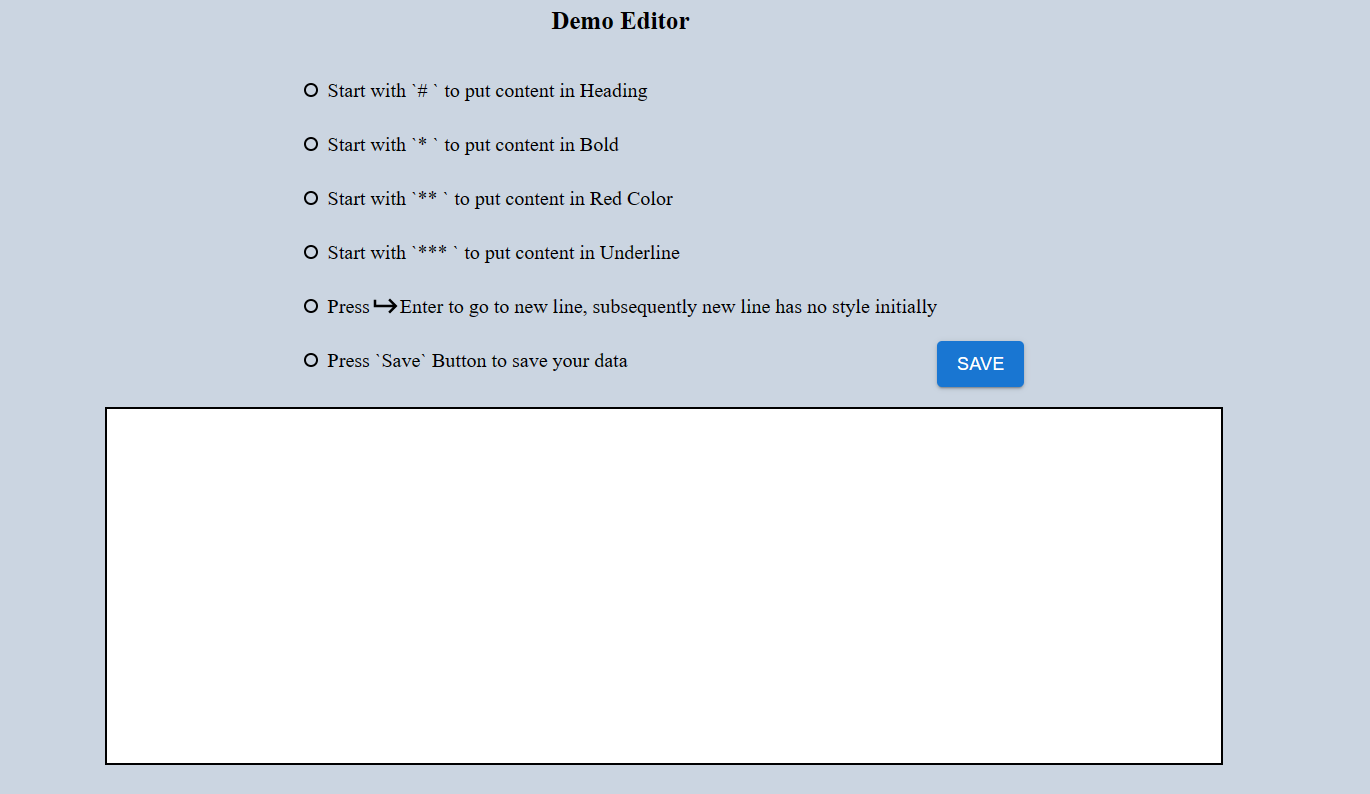 Demo Editor
Start with `# ` to put content in Heading
Start with `* ` to put content in Bold
Start with `** ` to put content in Red Color
Start with `*** ` to put content in Underline
Press Enter to go to new line, subsequently new line has no style initially
Press `Save` Button to save your data
SAVE